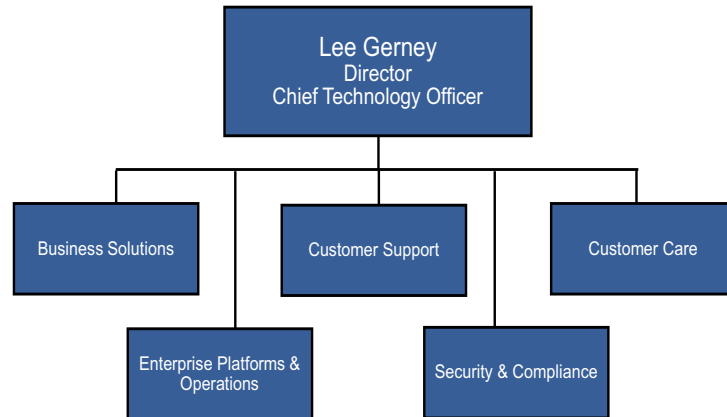 Lee Gerney
Director
Chief Technology Officer
Business Solutions
Customer Support
Customer Care
Enterprise Platforms &
Operations
Security & Compliance